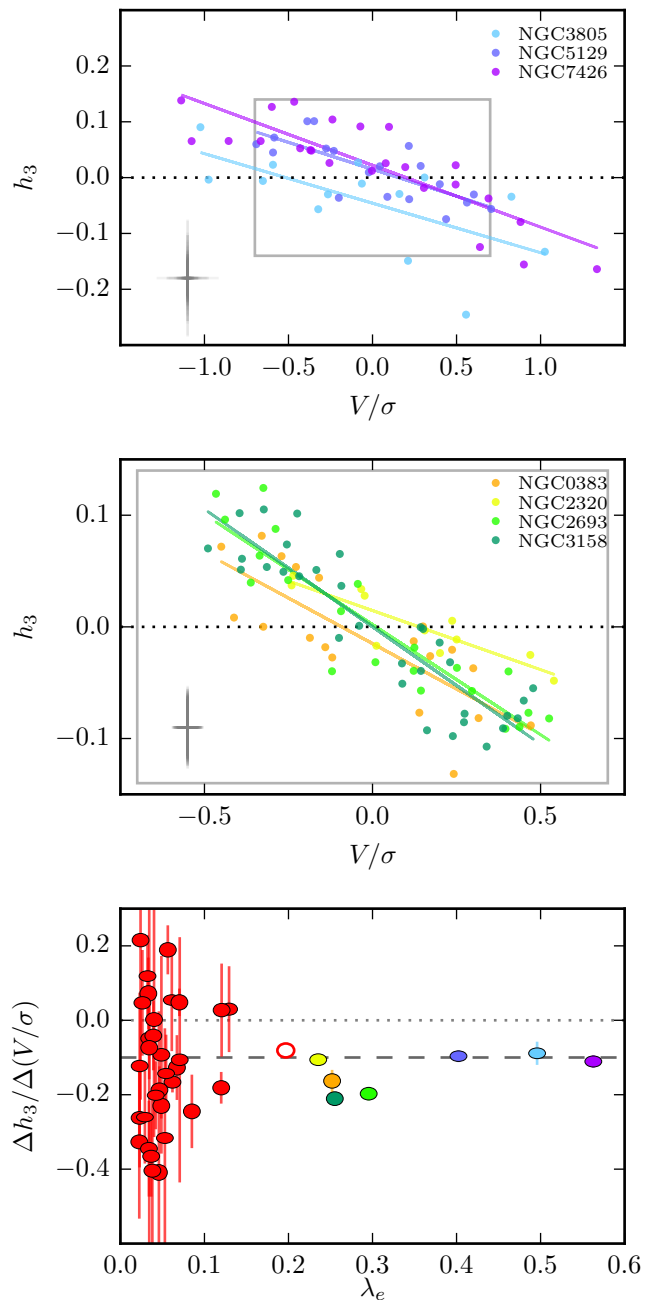 NGC3805
NGC5129
NGC7426
0.2
0.1
0.0
−0.1
−0.2
h₃
−1.0 −0.5 0.0 0.5 1.0
V/σ
NGC0383
NGC2320
NGC2693
NGC3158
0.1
0.0
−0.1
h₃
−0.5 0.0 0.5
V/σ
0.2
0.0
−0.2
−0.4
Δh₃/Δ(V/σ)
0.0 0.1 0.2 0.3 0.4 0.5 0.6
λₑ